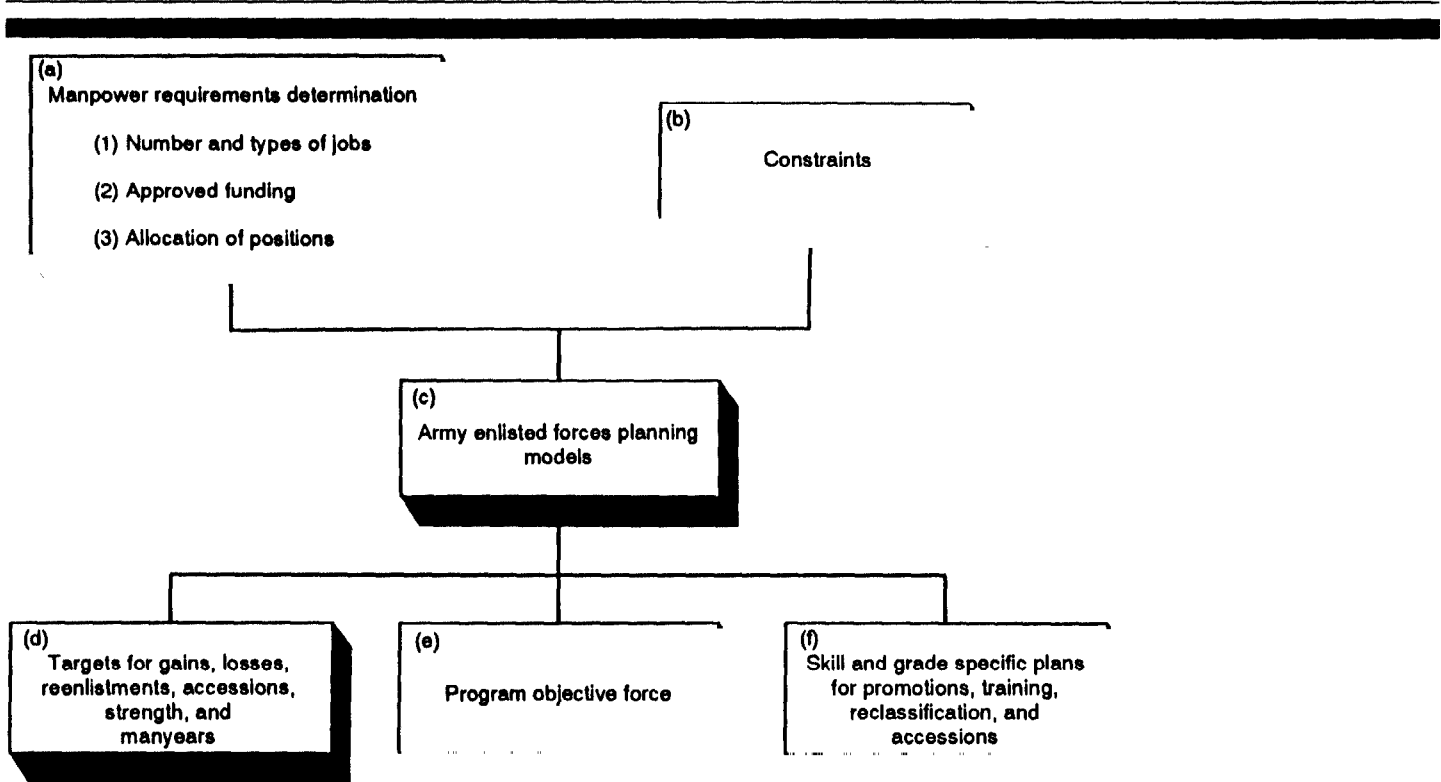 (a)
Manpower requirements determination
(1) Number and types of jobs
(2) Approved funding
(3) Allocation of positions
(b)
Constraints
(c)
Army enlisted forces planning
models
(d)
Targets for gains, losses,
reenlistments, accessions,
strength, and
manyears
(e)
Program objective force
(f)
Skill and grade specific plans
for promotions, training,
reclassification, and
accessions